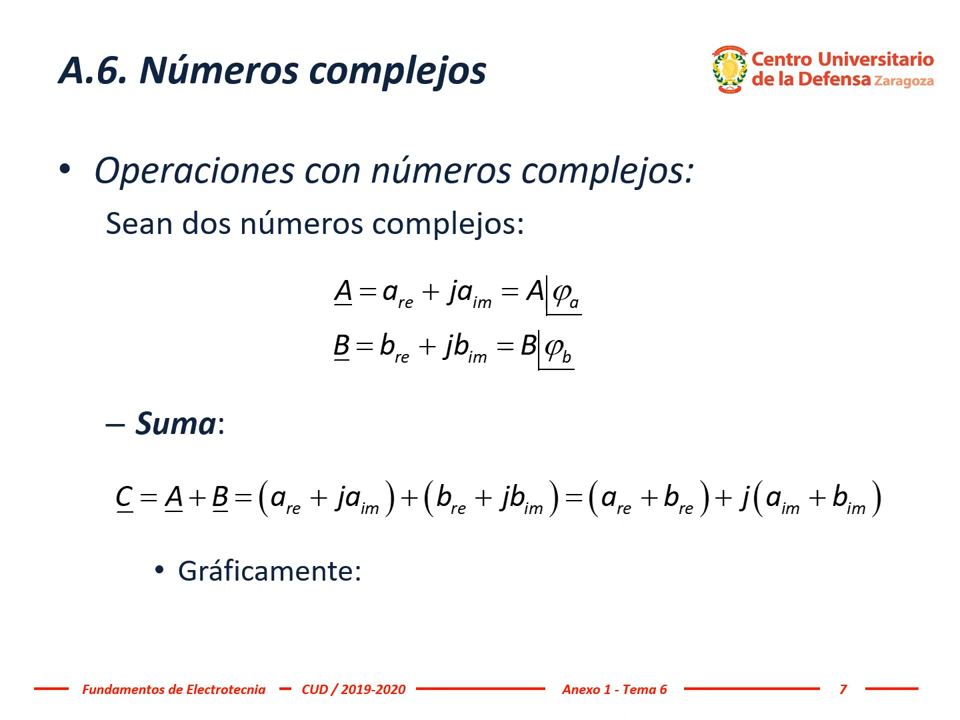 A.6. Números complejos
Centro Universitario
de la Defensa Zaragoza
• Operaciones con números complejos:
Sean dos números complejos:
A̲ = a_re + ja_im = A|φ_a
B̲ = b_re + jb_im = B|φ_b
– Suma:
C̲ = A̲ + B̲ = (a_re + ja_im) + (b_re + jb_im) = (a_re + b_re) + j(a_im + b_im)
• Gráficamente:
Fundamentos de Electrotecnia CUD / 2019-2020 Anexo 1 - Tema 6 7